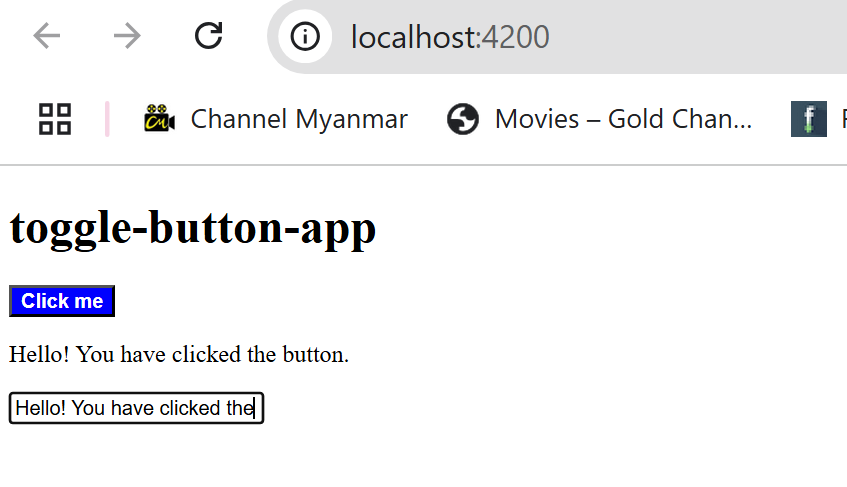 localhost:4200
Channel Myanmar Movies – Gold Chan...
toggle-button-app
Click me
Hello! You have clicked the button.
Hello! You have clicked the